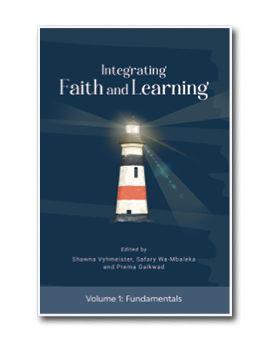 Integrating
Faith and Learning
Edited by
Shawna Vyhmeister, Safary Wa-Mbaleka
and Prema Gaikwad
Volume 1: Fundamentals